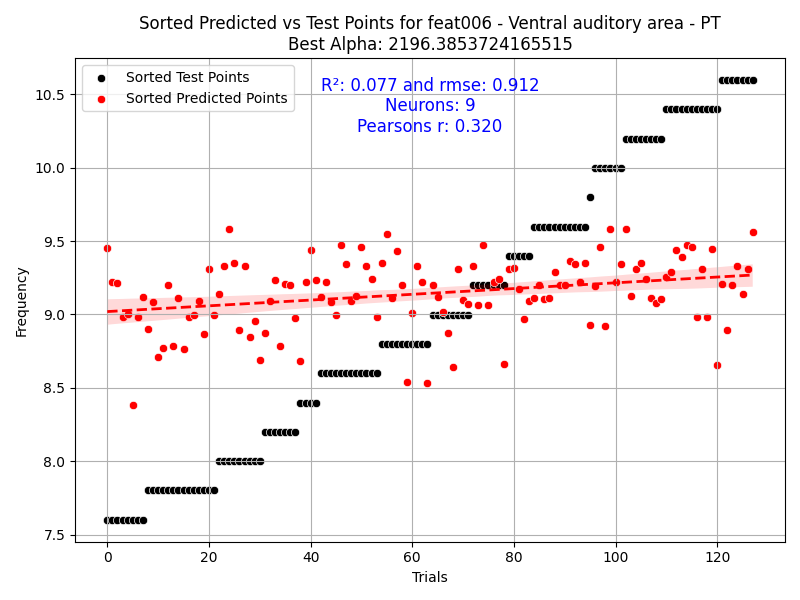 Sorted Predicted vs Test Points for feat006 - Ventral auditory area - PT
Best Alpha: 2196.3853724165515
Sorted Test Points
Sorted Predicted Points
R²: 0.077 and rmse: 0.912
Neurons: 9
Pearsons r: 0.320
Frequency
10.5
10.0
9.5
9.0
8.5
8.0
7.5
0 20 40 60 80 100 120
Trials